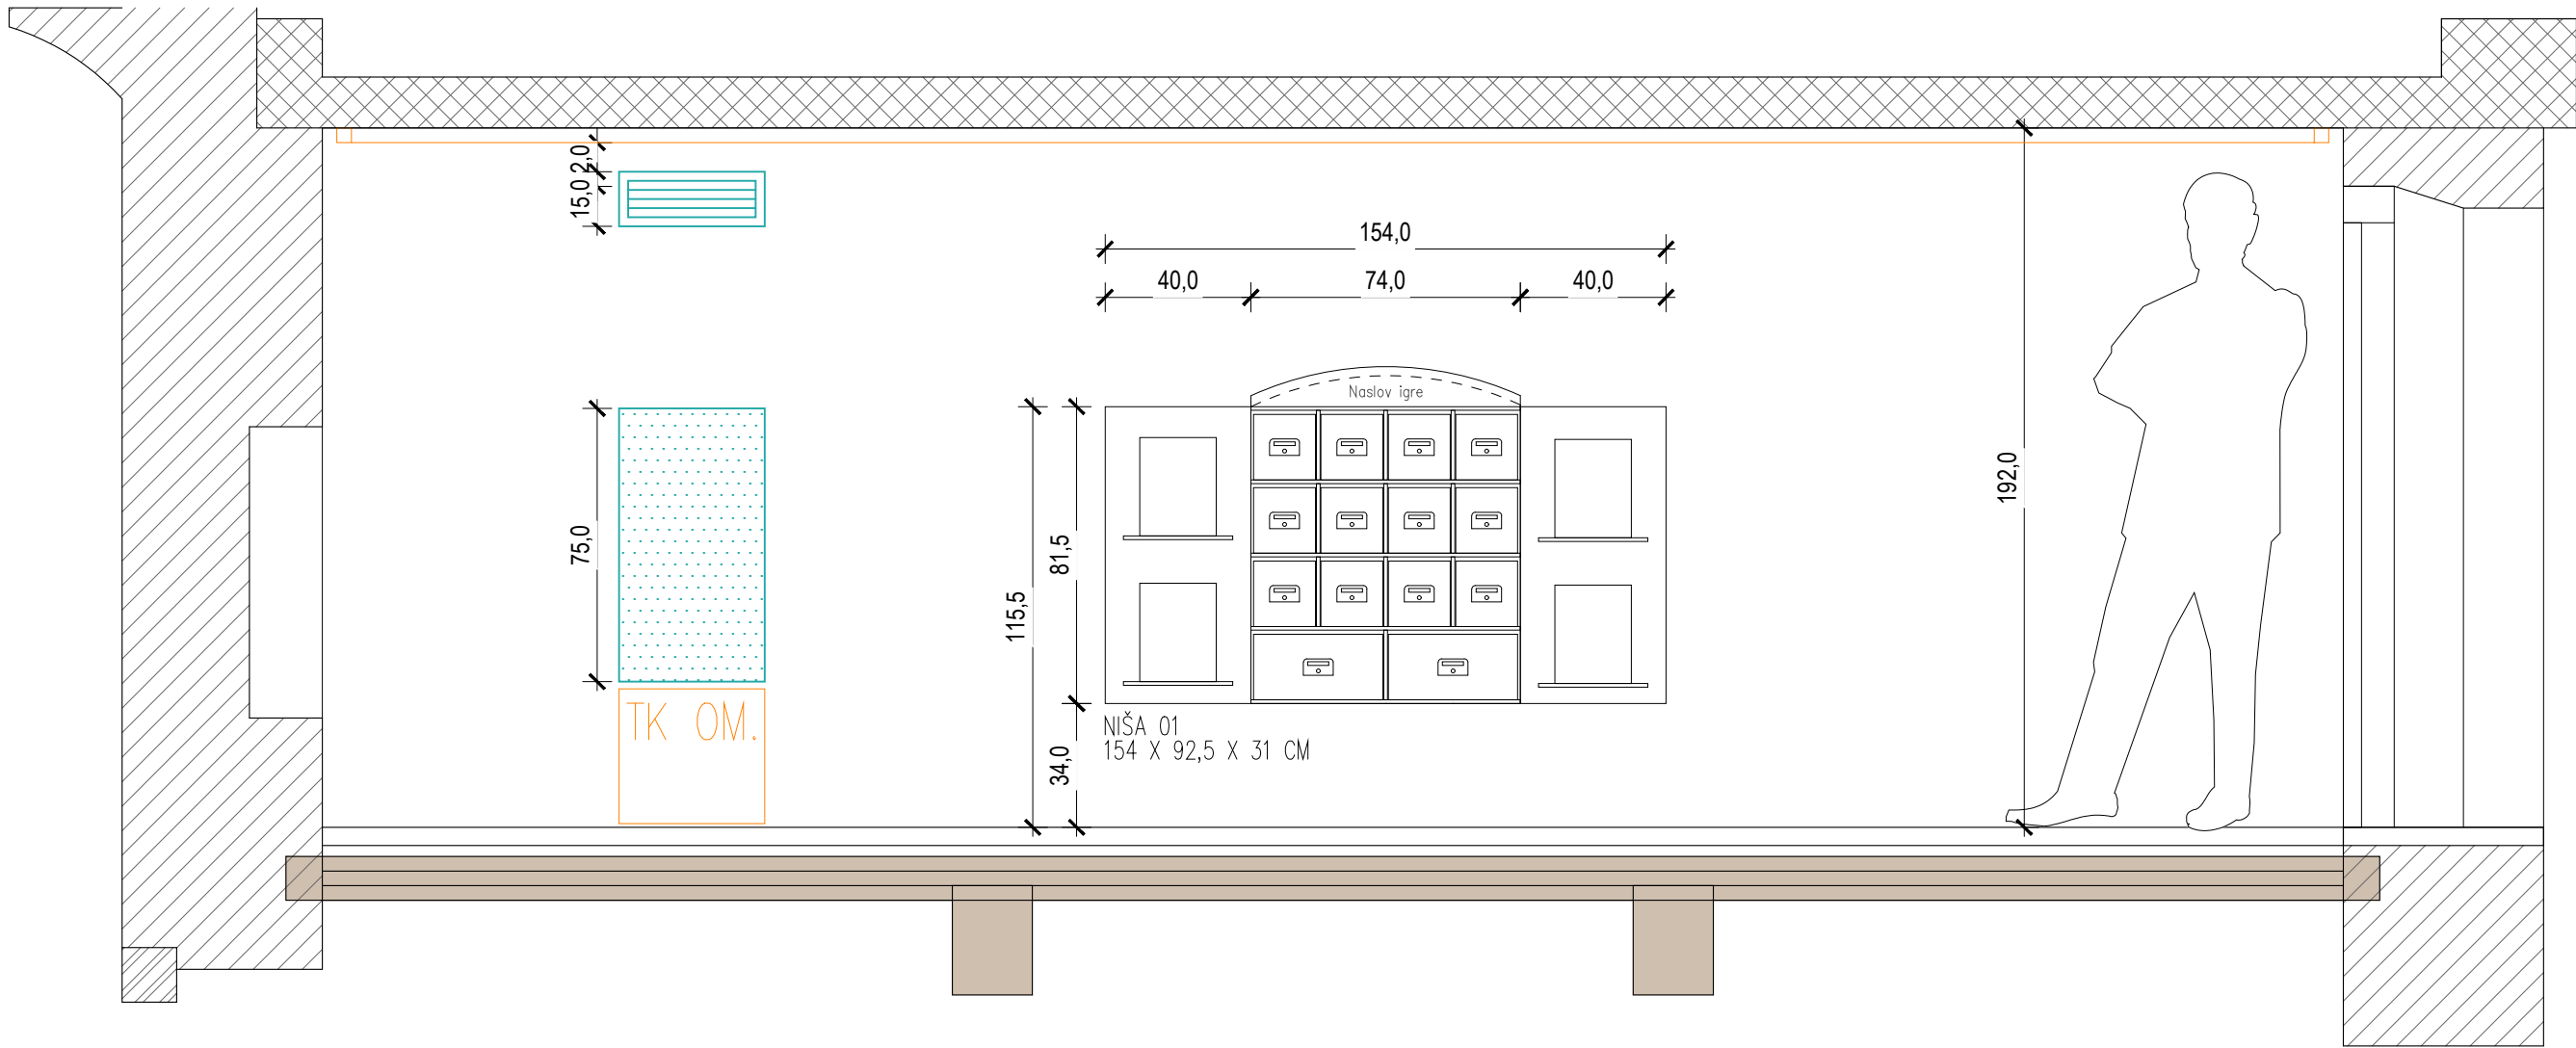 2,0
15,0
154,0
40,0 74,0 40,0
Naslov igre
192,0
75,0
81,5
115,5
TK OM.
NIŠA 01
154 X 92,5 X 31 CM
34,0